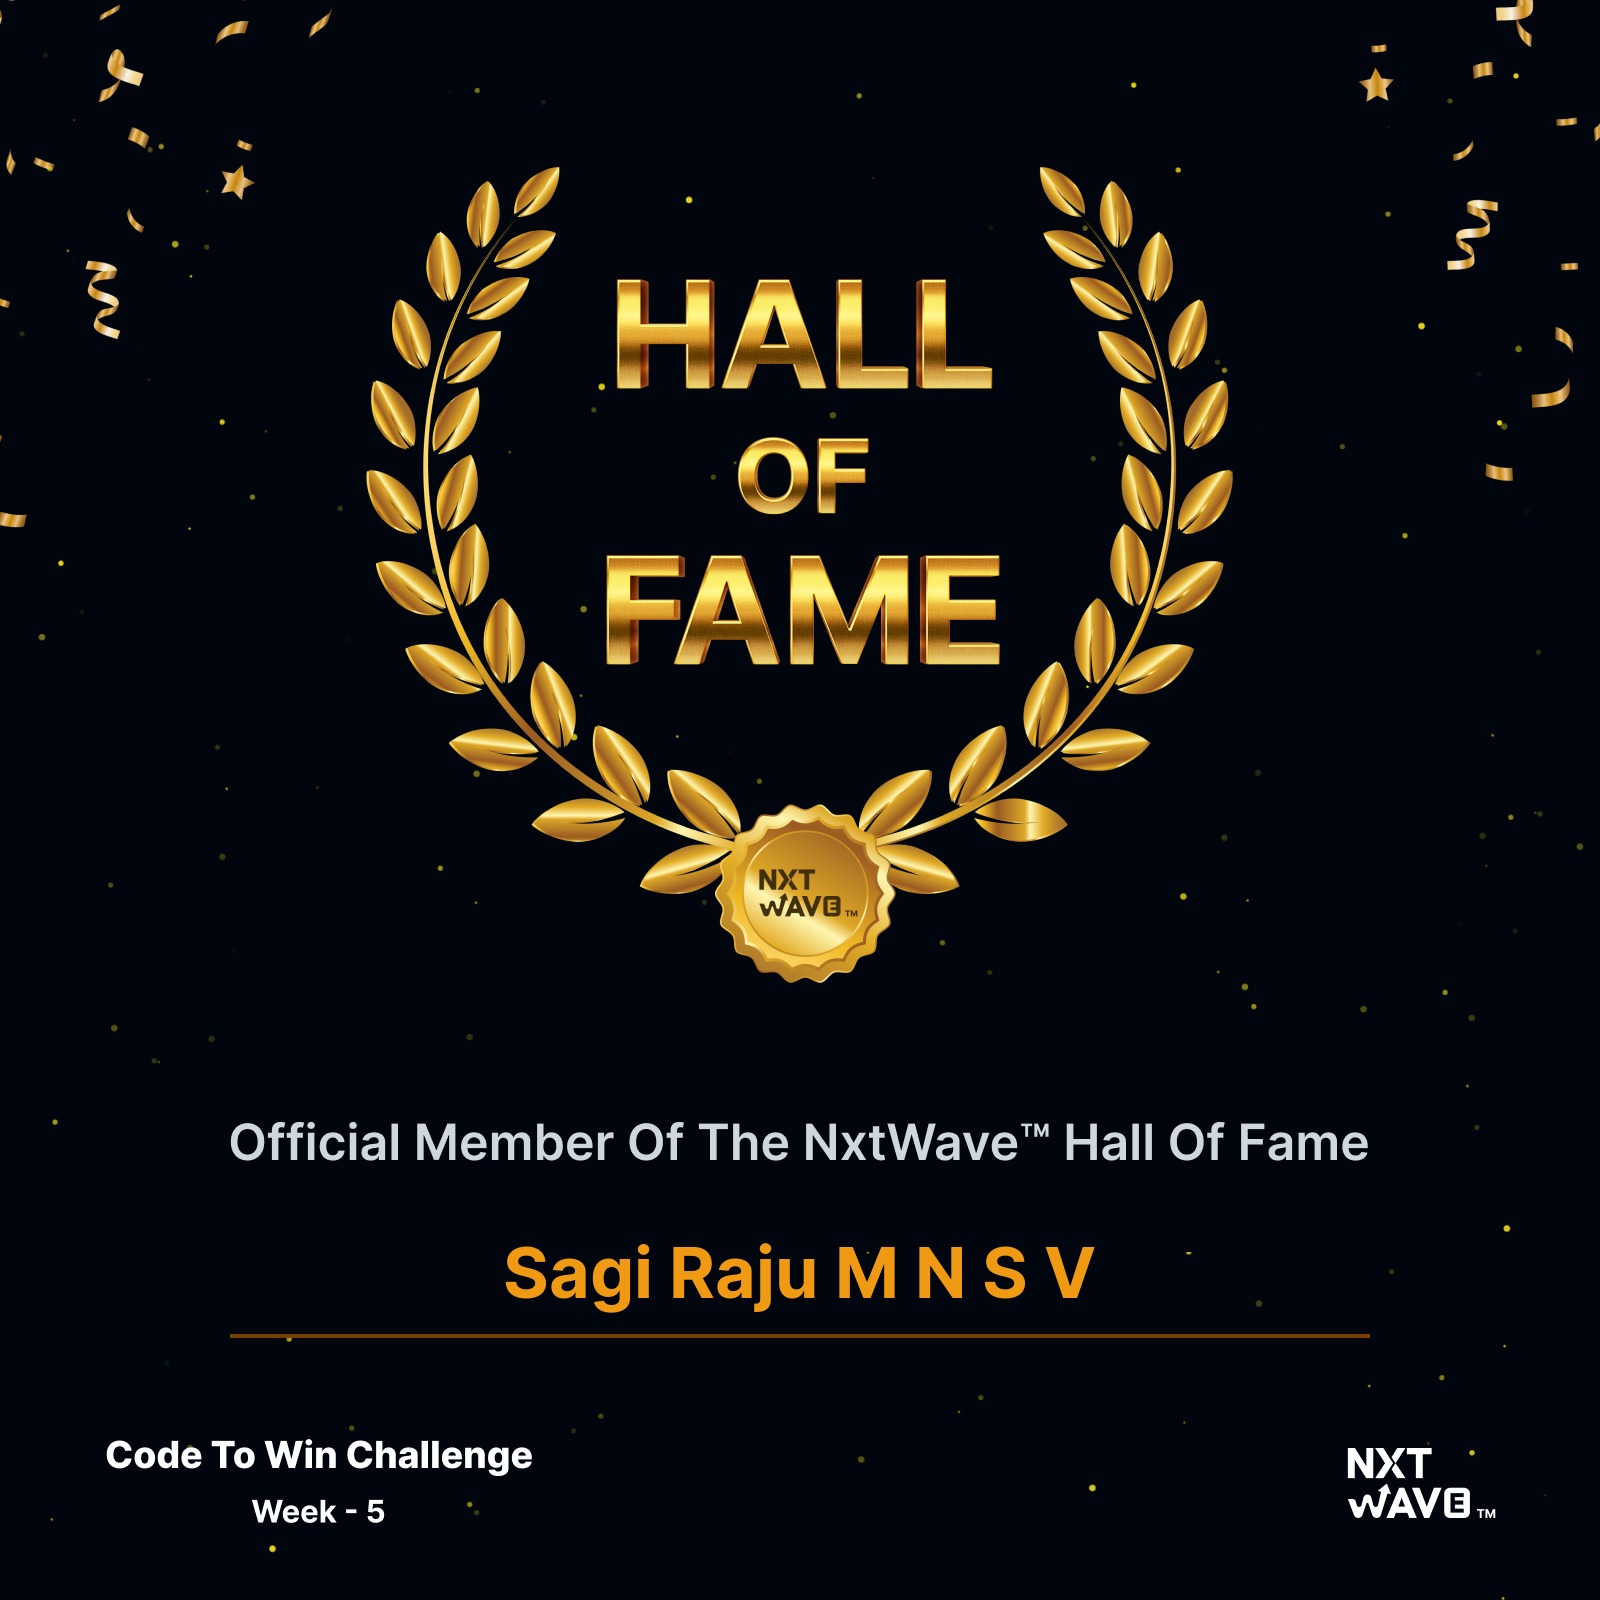 HALL
OF
FAME
NXT
WAVE™
Official Member Of The NxtWave™ Hall Of Fame
Sagi Raju M N S V
Code To Win Challenge
Week - 5
NXT
WAVE™